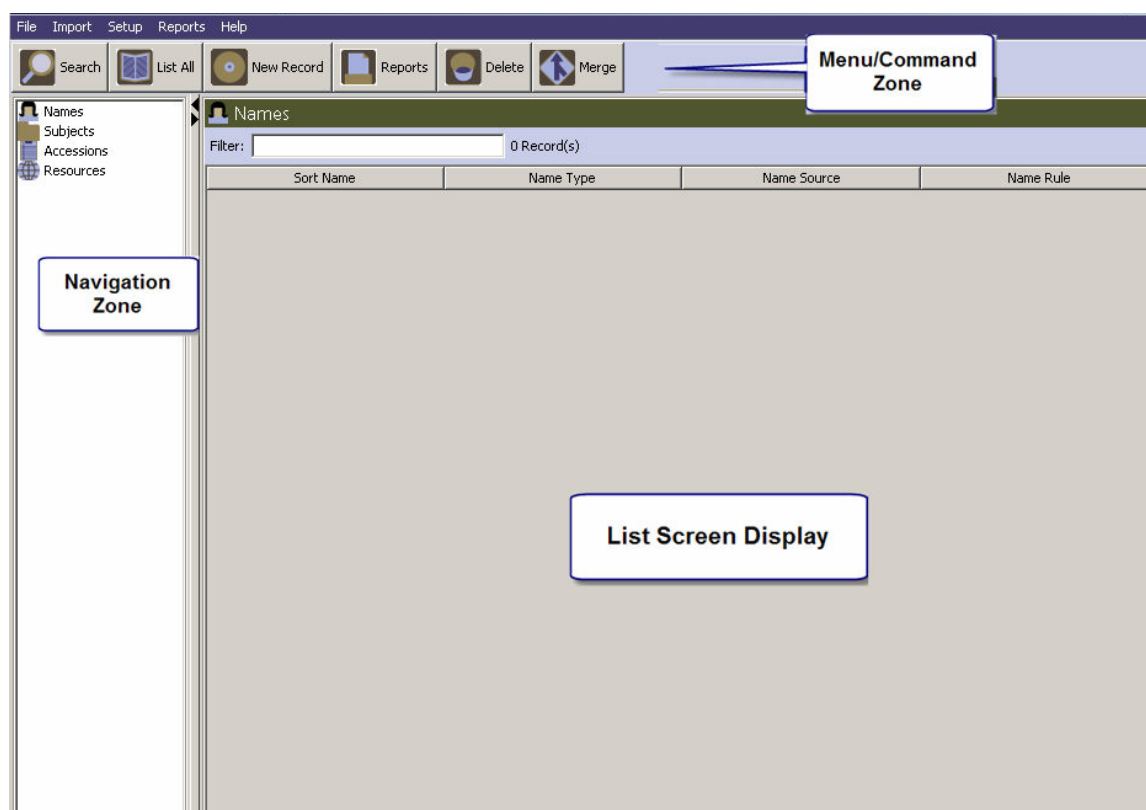 File Import Setup Reports Help
Search List All New Record Reports Delete Merge
Menu/Command
Zone
Names
Subjects
Accessions
Resources
Names
Filter: 0 Record(s)
Sort Name Name Type Name Source Name Rule
Navigation
Zone
List Screen Display